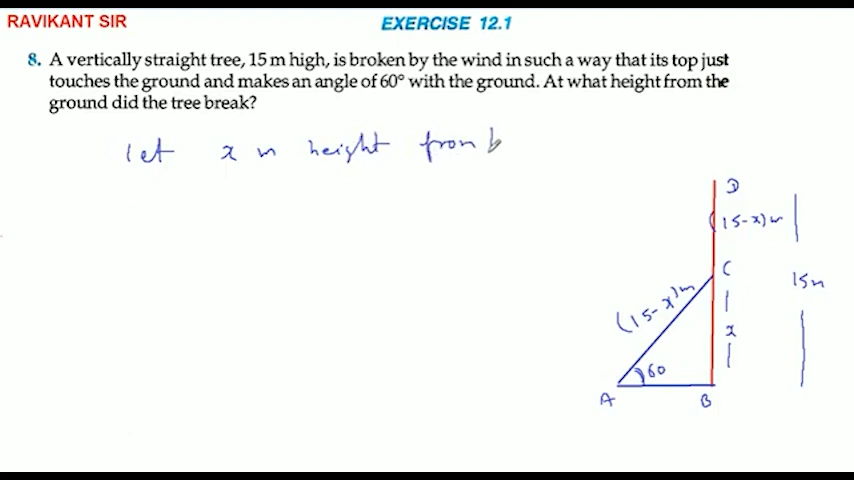 RAVIKANT SIR
EXERCISE 12.1
8. A vertically straight tree, 15 m high, is broken by the wind in such a way that its top just
touches the ground and makes an angle of 60° with the ground. At what height from the
ground did the tree break?
let x m height from
D
(15-x)m
C
15m
(15-x)m
x
60
A
B